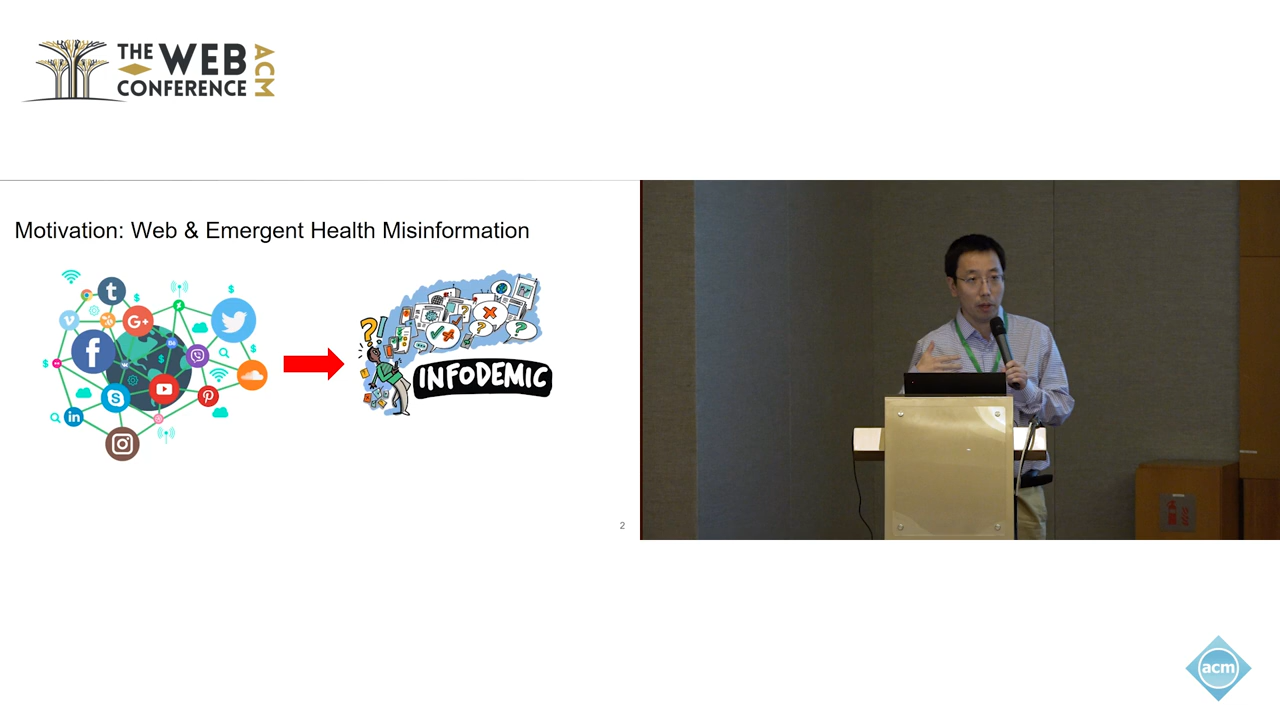 THE WEB
CONFERENCE
ACM
Motivation: Web & Emergent Health Misinformation
INFODEMIC
2
acm